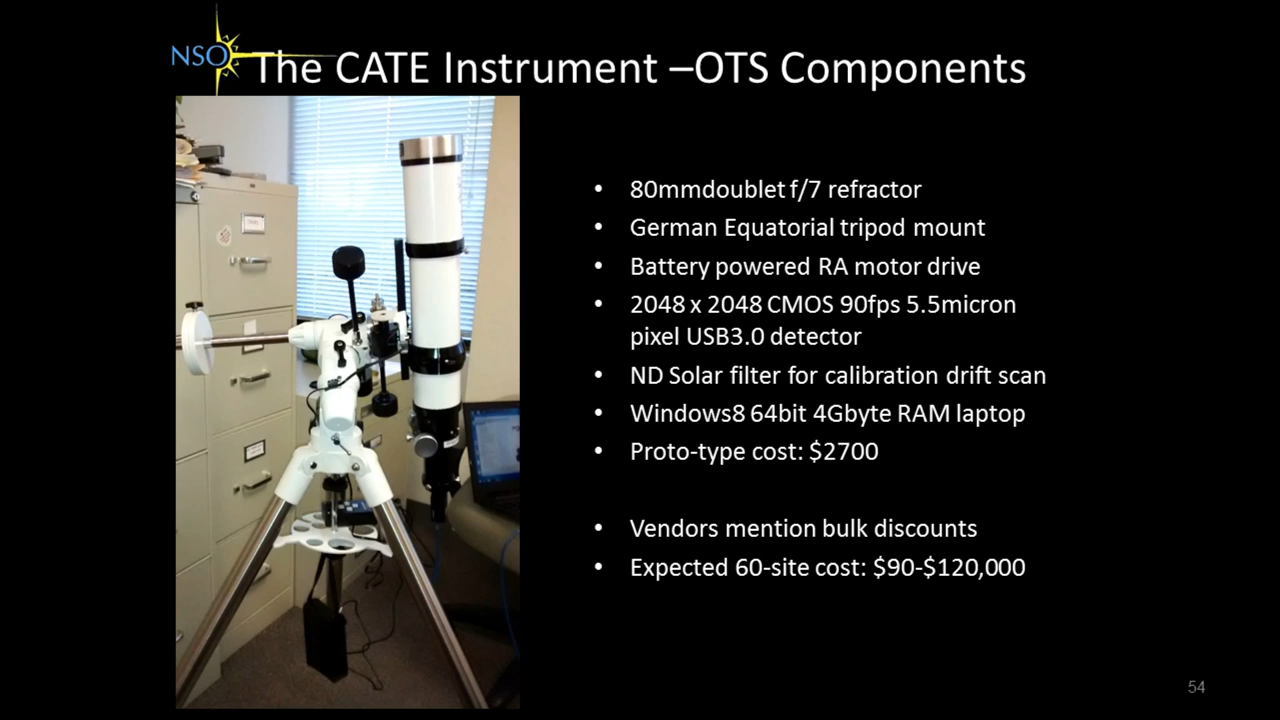 NSO
The CATE Instrument –OTS Components
• 80mmdoublet f/7 refractor
• German Equatorial tripod mount
• Battery powered RA motor drive
• 2048 x 2048 CMOS 90fps 5.5micron
pixel USB3.0 detector
• ND Solar filter for calibration drift scan
• Windows8 64bit 4Gbyte RAM laptop
• Proto-type cost: $2700
• Vendors mention bulk discounts
• Expected 60-site cost: $90-$120,000
54